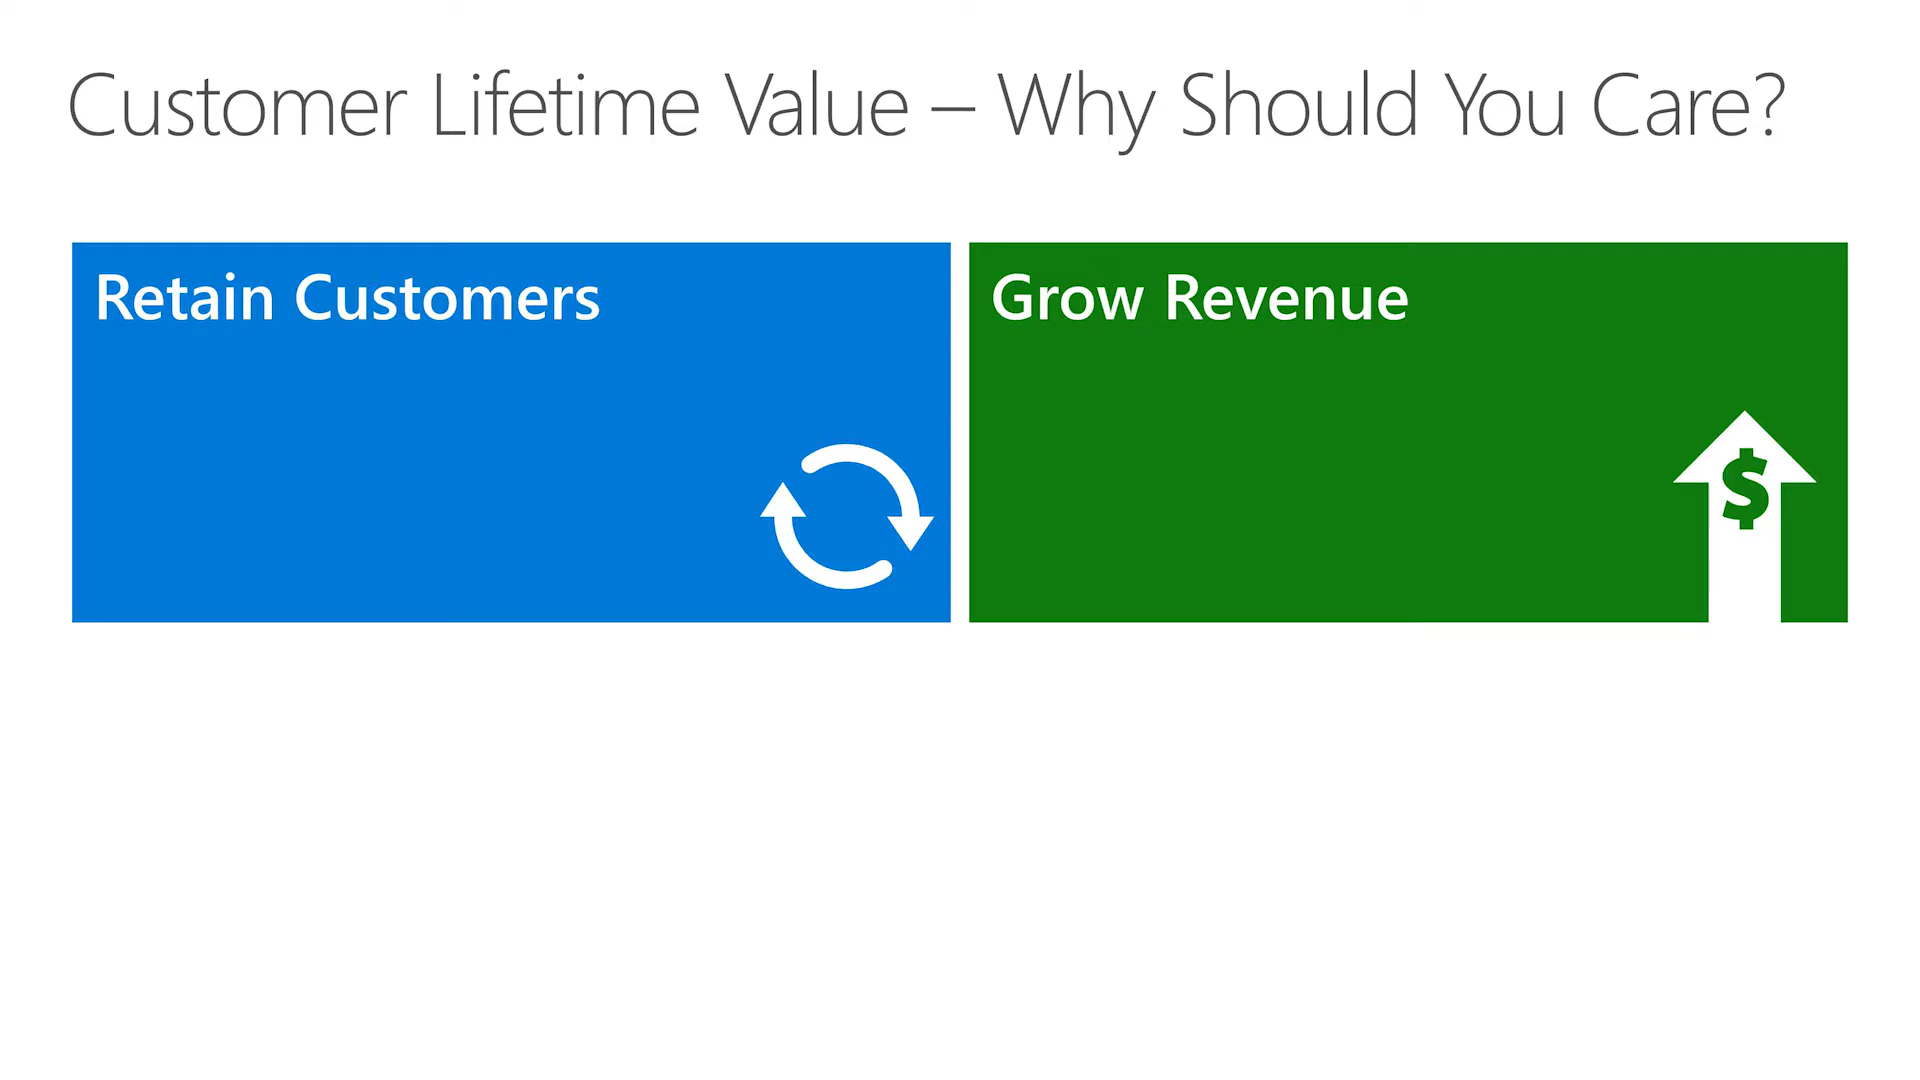 Customer Lifetime Value – Why Should You Care?
Retain Customers
Grow Revenue
$